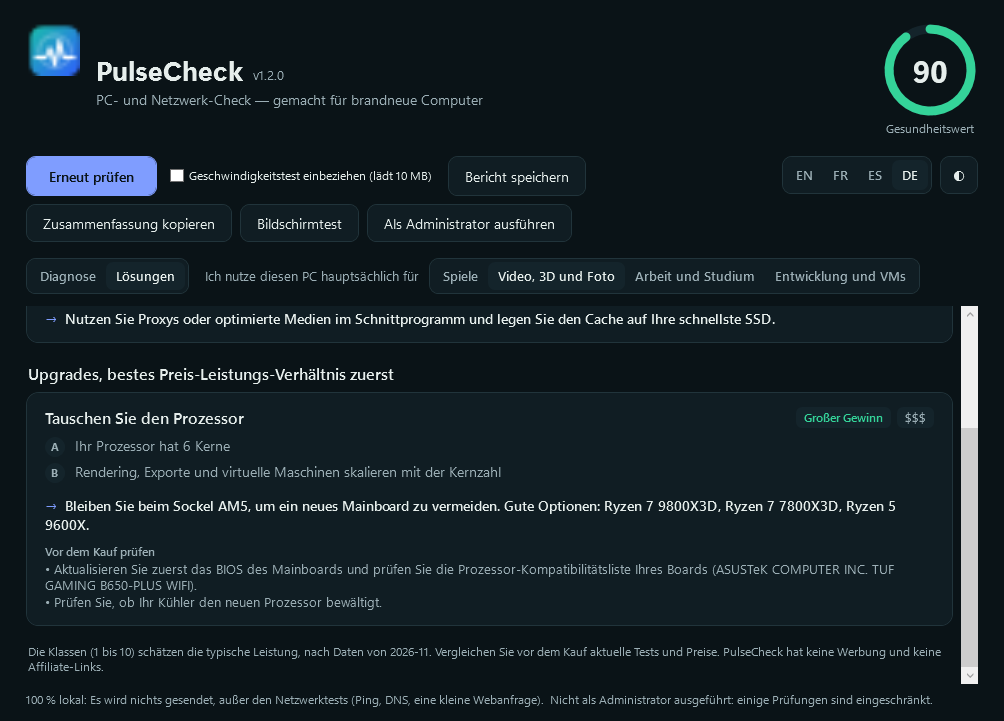 PulseCheck v1.2.0
PC- und Netzwerk-Check — gemacht für brandneue Computer
90
Gesundheitswert
Erneut prüfen
Geschwindigkeitstest einbeziehen (lädt 10 MB)
Bericht speichern
EN FR ES DE
Zusammenfassung kopieren
Bildschirmtest
Als Administrator ausführen
Diagnose Lösungen
Ich nutze diesen PC hauptsächlich für
Spiele Video, 3D und Foto Arbeit und Studium Entwicklung und VMs
→ Nutzen Sie Proxys oder optimierte Medien im Schnittprogramm und legen Sie den Cache auf Ihre schnellste SSD.
Upgrades, bestes Preis-Leistungs-Verhältnis zuerst
Tauschen Sie den Prozessor
Großer Gewinn $$$
A Ihr Prozessor hat 6 Kerne
B Rendering, Exporte und virtuelle Maschinen skalieren mit der Kernzahl
→ Bleiben Sie beim Sockel AM5, um ein neues Mainboard zu vermeiden. Gute Optionen: Ryzen 7 9800X3D, Ryzen 7 7800X3D, Ryzen 5
9600X.
Vor dem Kauf prüfen
• Aktualisieren Sie zuerst das BIOS des Mainboards und prüfen Sie die Prozessor-Kompatibilitätsliste Ihres Boards (ASUSTeK COMPUTER INC. TUF
GAMING B650-PLUS WIFI).
• Prüfen Sie, ob Ihr Kühler den neuen Prozessor bewältigt.
Die Klassen (1 bis 10) schätzen die typische Leistung, nach Daten von 2026-11. Vergleichen Sie vor dem Kauf aktuelle Tests und Preise. PulseCheck hat keine Werbung und keine
Affiliate-Links.
100 % lokal: Es wird nichts gesendet, außer den Netzwerktests (Ping, DNS, eine kleine Webanfrage). Nicht als Administrator ausgeführt: einige Prüfungen sind eingeschränkt.